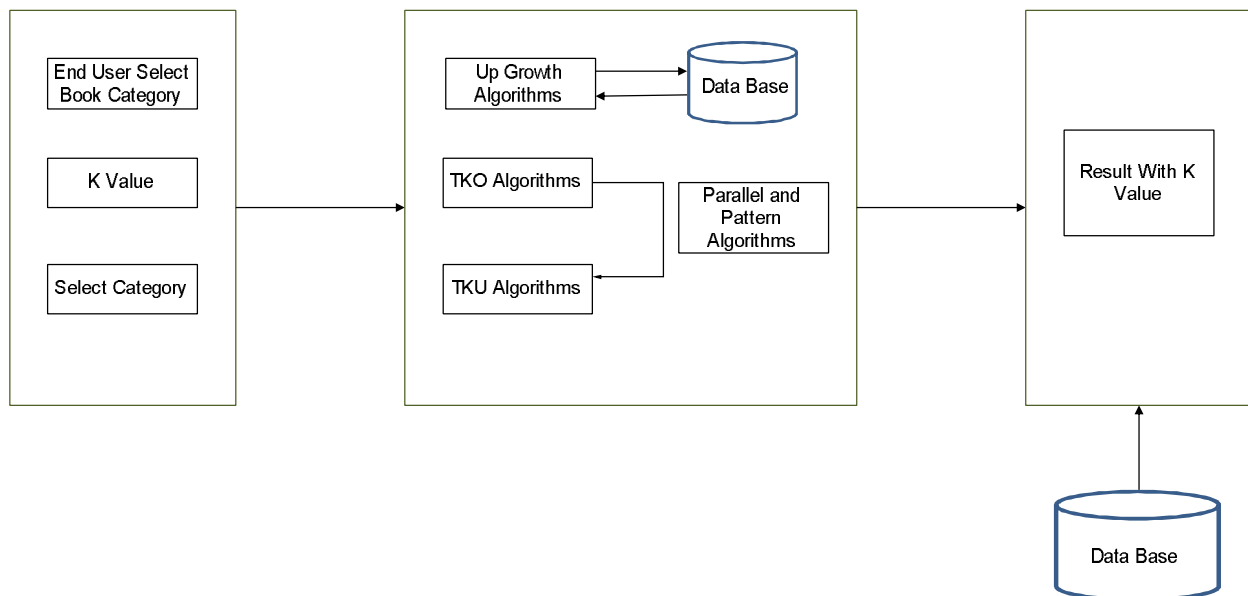 End User Select
Book Category
K Value
Select Category
Up Growth
Algorithms
Data Base
TKO Algorithms
Parallel and
Pattern
Algorithms
TKU Algorithms
Result With K
Value
Data Base